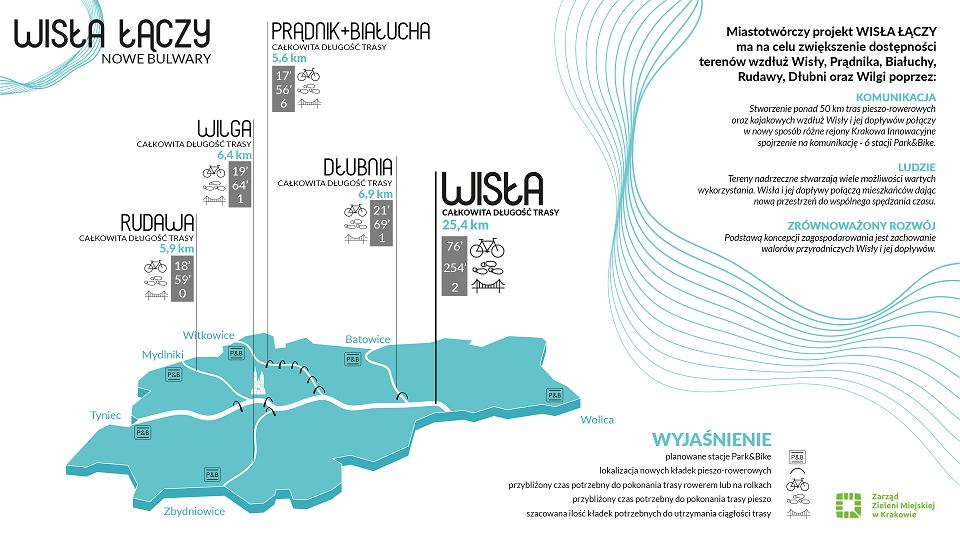 WISŁA ŁĄCZY
NOWE BULWARY
PRĄDNIK+BIAŁUCHA
CAŁKOWITA DŁUGOŚĆ TRASY
5,6 km
17'
56'
6
WILGA
CAŁKOWITA DŁUGOŚĆ TRASY
6,4 km
19'
64'
1
DŁUBNIA
CAŁKOWITA DŁUGOŚĆ TRASY
6,9 km
21'
69'
1
WISŁA
CAŁKOWITA DŁUGOŚĆ TRASY
25,4 km
76'
254'
2
RUDAWA
CAŁKOWITA DŁUGOŚĆ TRASY
5,9 km
18'
59'
0
Miastotwórczy projekt WISŁA ŁĄCZY
ma na celu zwiększenie dostępności
terenów wzdłuż Wisły, Prądnika, Białuchy,
Rudawy, Dłubni oraz Wilgi poprzez:
KOMUNIKACJA
Stworzenie ponad 50 km tras pieszo-rowerowych
oraz kajakowych wzdłuż Wisły i jej dopływów połączy
w nowy sposób różne rejony Krakowa Innowacyjne
spojrzenie na komunikację - 6 stacji Park&Bike.
LUDZIE
Tereny nadrzeczne stwarzają wiele możliwości wartych
wykorzystania. Wisła i jej dopływy połączą mieszkańców dając
nową przestrzeń do wspólnego spędzania czasu.
ZRÓWNOWAŻONY ROZWÓJ
Podstawą koncepcji zagospodarowania jest zachowanie
walorów przyrodniczych Wisły i jej dopływów.
Witkowice
P&B
Batowice
P&B
Mydlniki
P&B
P&B
Tyniec
P&B
Wolica
P&B
Zbydniowice
WYJAŚNIENIE
planowane stacje Park&Bike
P&B
lokalizacja nowych kładek pieszo-rowerowych
przybliżony czas potrzebny do pokonania trasy rowerem lub na rolkach
przybliżony czas potrzebny do pokonania trasy pieszo
szacowana ilość kładek potrzebnych do utrzymania ciągłości trasy
Zarząd
Zieleni Miejskiej
w Krakowie